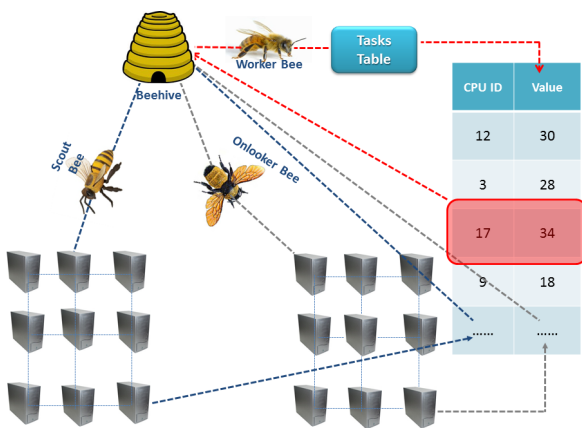 Worker Bee
Tasks
Table
Beehive
Scout
Bee
Onlooker Bee
CPU ID Value
12 30
3 28
17 34
9 18
...... ......